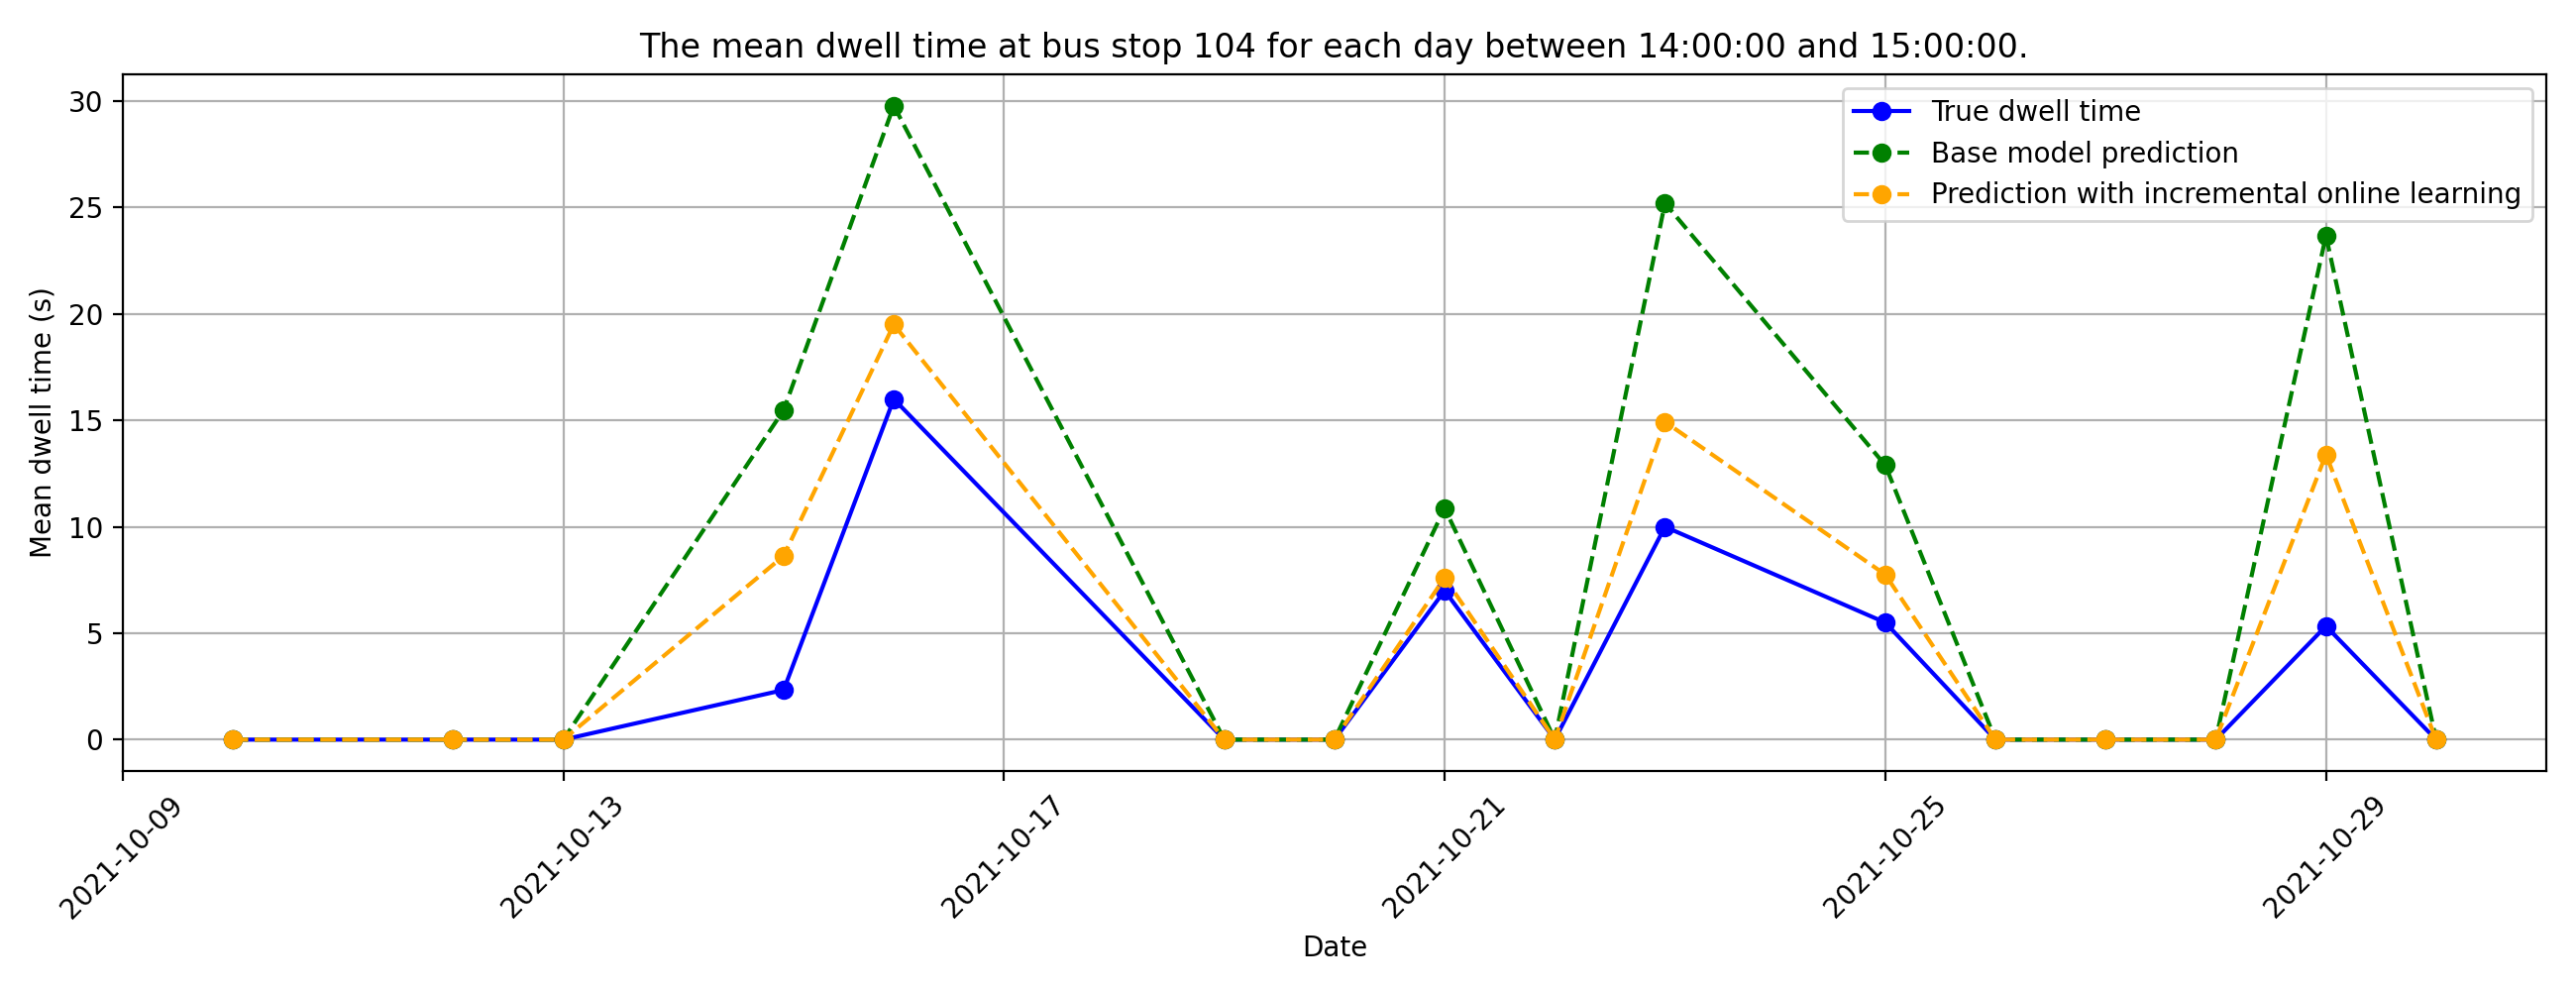 The mean dwell time at bus stop 104 for each day between 14:00:00 and 15:00:00.
True dwell time
Base model prediction
Prediction with incremental online learning
Mean dwell time (s)
30
25
20
15
10
5
0
2021-10-09
2021-10-13
2021-10-17
2021-10-21
2021-10-25
2021-10-29
Date